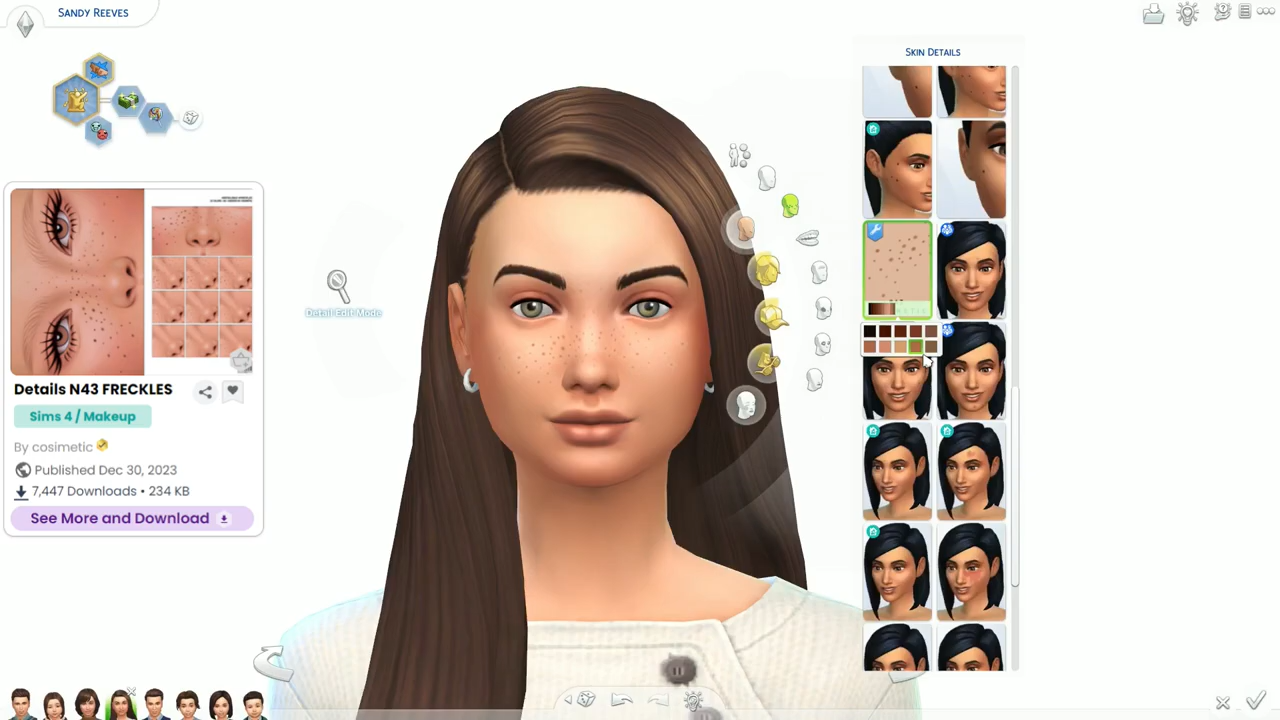 SANDY REEVES
SKIN DETAILS
Detail Edit Mode
Details N43 FRECKLES
Sims 4 / Makeup
By cosimetic
Published Dec 30, 2023
7,447 Downloads • 234 KB
See More and Download